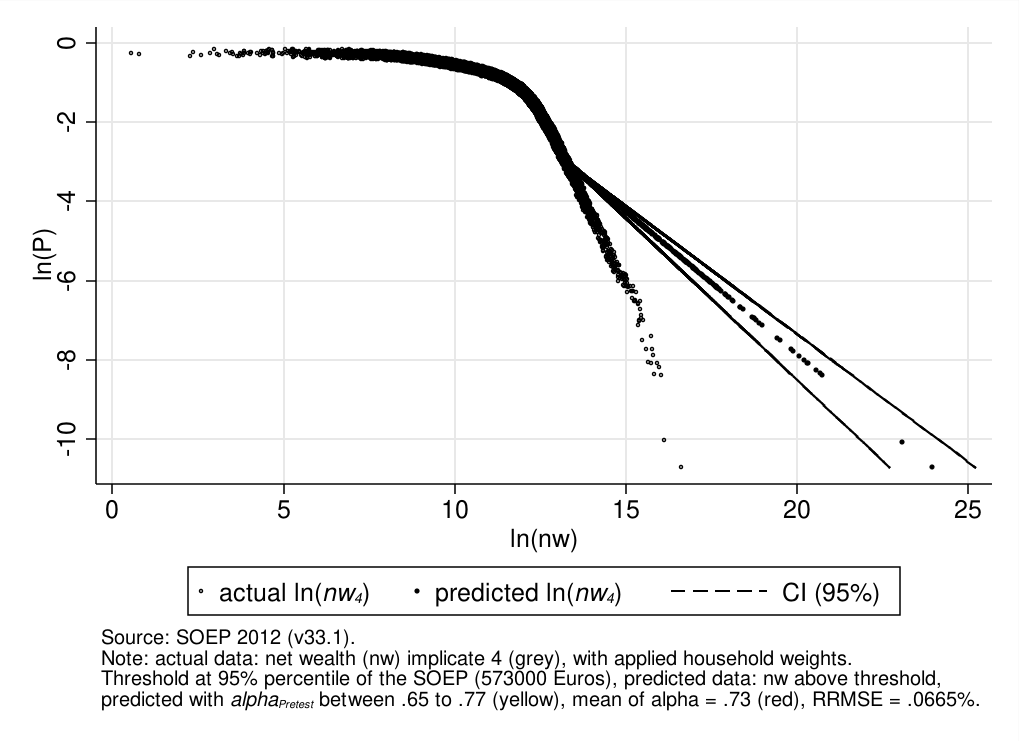 0
-2
-4
-6
-8
-10
ln(P)
0 5 10 15 20 25
ln(nw)
actual ln(nw₄) predicted ln(nw₄) CI (95%)
Source: SOEP 2012 (v33.1).
Note: actual data: net wealth (nw) implicate 4 (grey), with applied household weights.
Threshold at 95% percentile of the SOEP (573000 Euros), predicted data: nw above threshold,
predicted with alphaPretest between .65 to .77 (yellow), mean of alpha = .73 (red), RRMSE = .0665%.